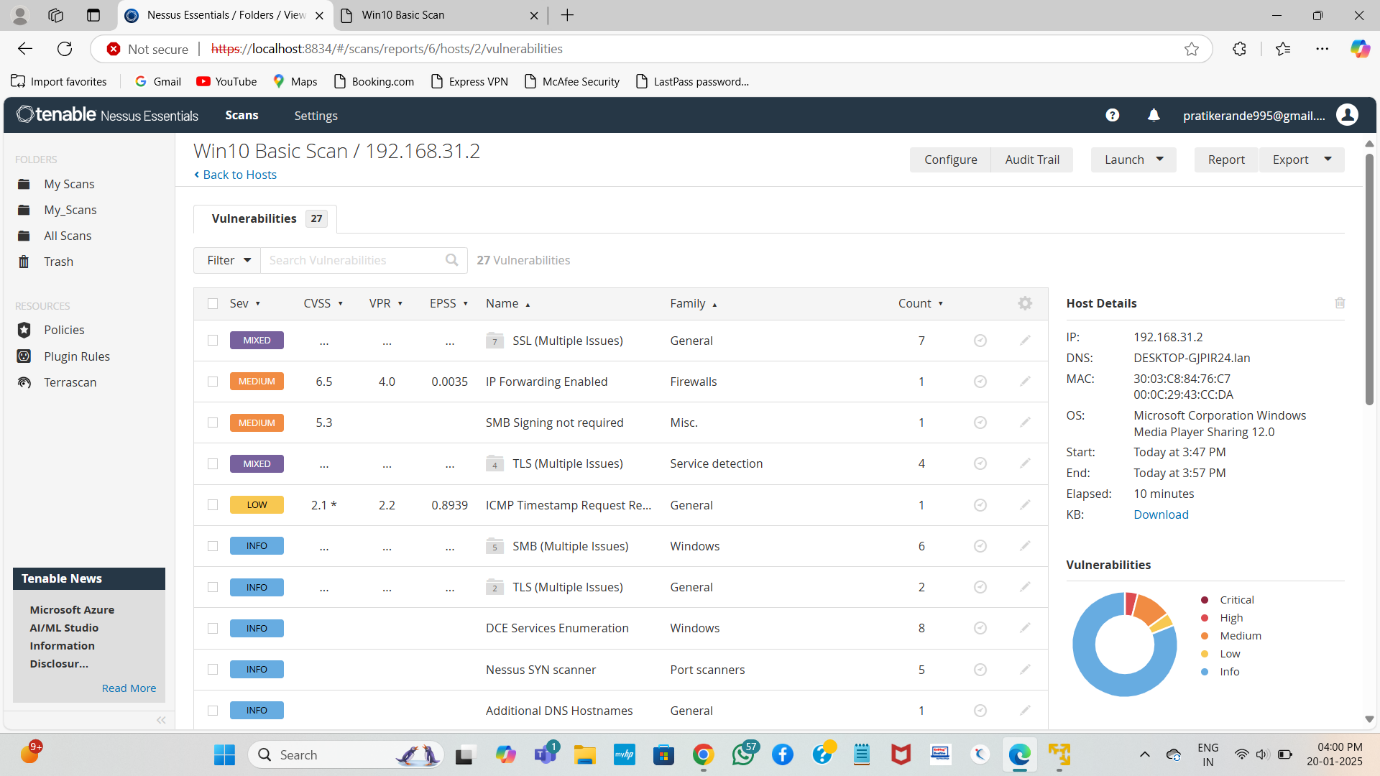 Nessus Essentials / Folders / View
Win10 Basic Scan
Not secure
https://localhost:8834/#/scans/reports/6/hosts/2/vulnerabilities
Import favorites
Gmail
YouTube
Maps
Booking.com
Express VPN
McAfee Security
LastPass password...
tenable Nessus Essentials
Scans
Settings
pratikerande995@gmail....
FOLDERS
My Scans
My_Scans
All Scans
Trash
RESOURCES
Policies
Plugin Rules
Terrascan
Tenable News
Microsoft Azure
AI/ML Studio
Information
Disclosur...
Read More
Win10 Basic Scan / 192.168.31.2
‹ Back to Hosts
Configure
Audit Trail
Launch
Report
Export
Vulnerabilities 27
Filter
Search Vulnerabilities
27 Vulnerabilities
Sev CVSS VPR EPSS Name Family Count
MIXED ... ... ... 7 SSL (Multiple Issues) General 7
MEDIUM 6.5 4.0 0.0035 IP Forwarding Enabled Firewalls 1
MEDIUM 5.3 SMB Signing not required Misc. 1
MIXED ... ... ... 4 TLS (Multiple Issues) Service detection 4
LOW 2.1 * 2.2 0.8939 ICMP Timestamp Request Re... General 1
INFO ... ... ... 5 SMB (Multiple Issues) Windows 6
INFO ... ... ... 2 TLS (Multiple Issues) General 2
INFO DCE Services Enumeration Windows 8
INFO Nessus SYN scanner Port scanners 5
INFO Additional DNS Hostnames General 1
Host Details
IP: 192.168.31.2
DNS: DESKTOP-GJPIR24.lan
MAC: 30:03:C8:84:76:C7
00:0C:29:43:CC:DA
OS: Microsoft Corporation Windows
Media Player Sharing 12.0
Start: Today at 3:47 PM
End: Today at 3:57 PM
Elapsed: 10 minutes
KB: Download
Vulnerabilities
Critical
High
Medium
Low
Info
9+
Search
1
myhp
57
ENG
IN
04:00 PM
20-01-2025